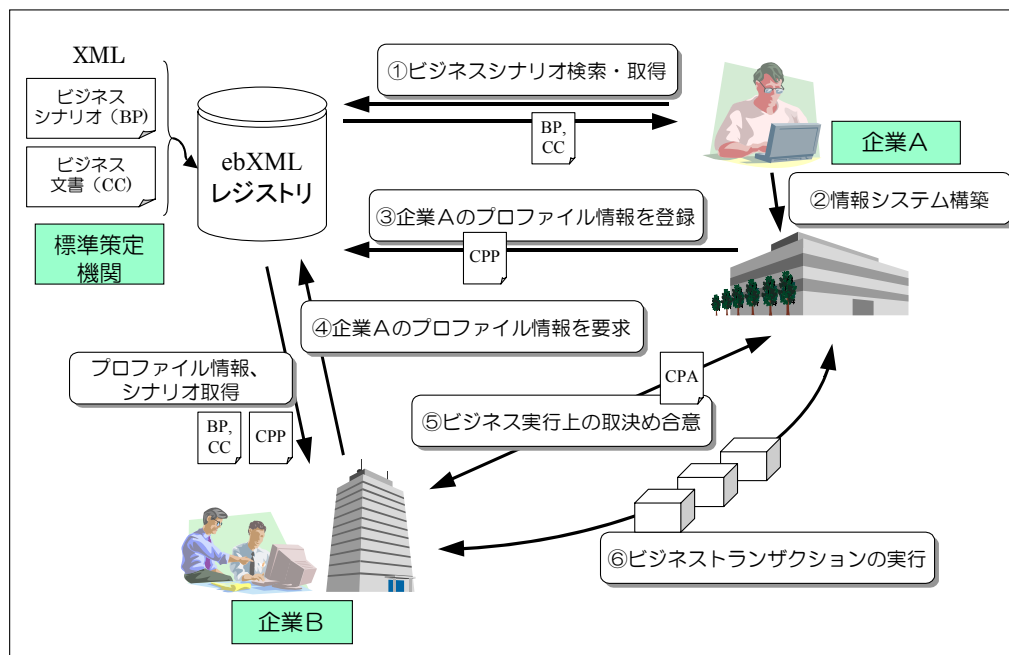 XML
ビジネス
シナリオ（BP）
ビジネス
文書（CC）
標準策定
機関
ebXML
レジストリ
①ビジネスシナリオ検索・取得
BP,
CC
企業Ａ
②情報システム構築
③企業Ａのプロファイル情報を登録
CPP
④企業Ａのプロファイル情報を要求
プロファイル情報、
シナリオ取得
BP,
CC
CPP
CPA
⑤ビジネス実行上の取決め合意
⑥ビジネストランザクションの実行
企業Ｂ